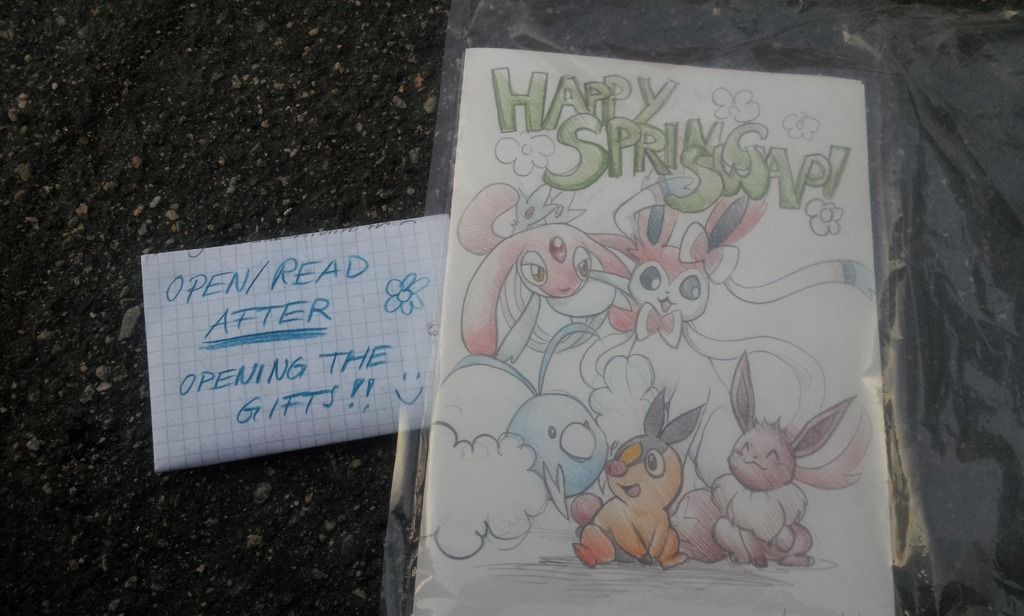 OPEN/READ
AFTER
OPENING THE
GIFTS!! :)
HAPPY
SPRINGSWAP!